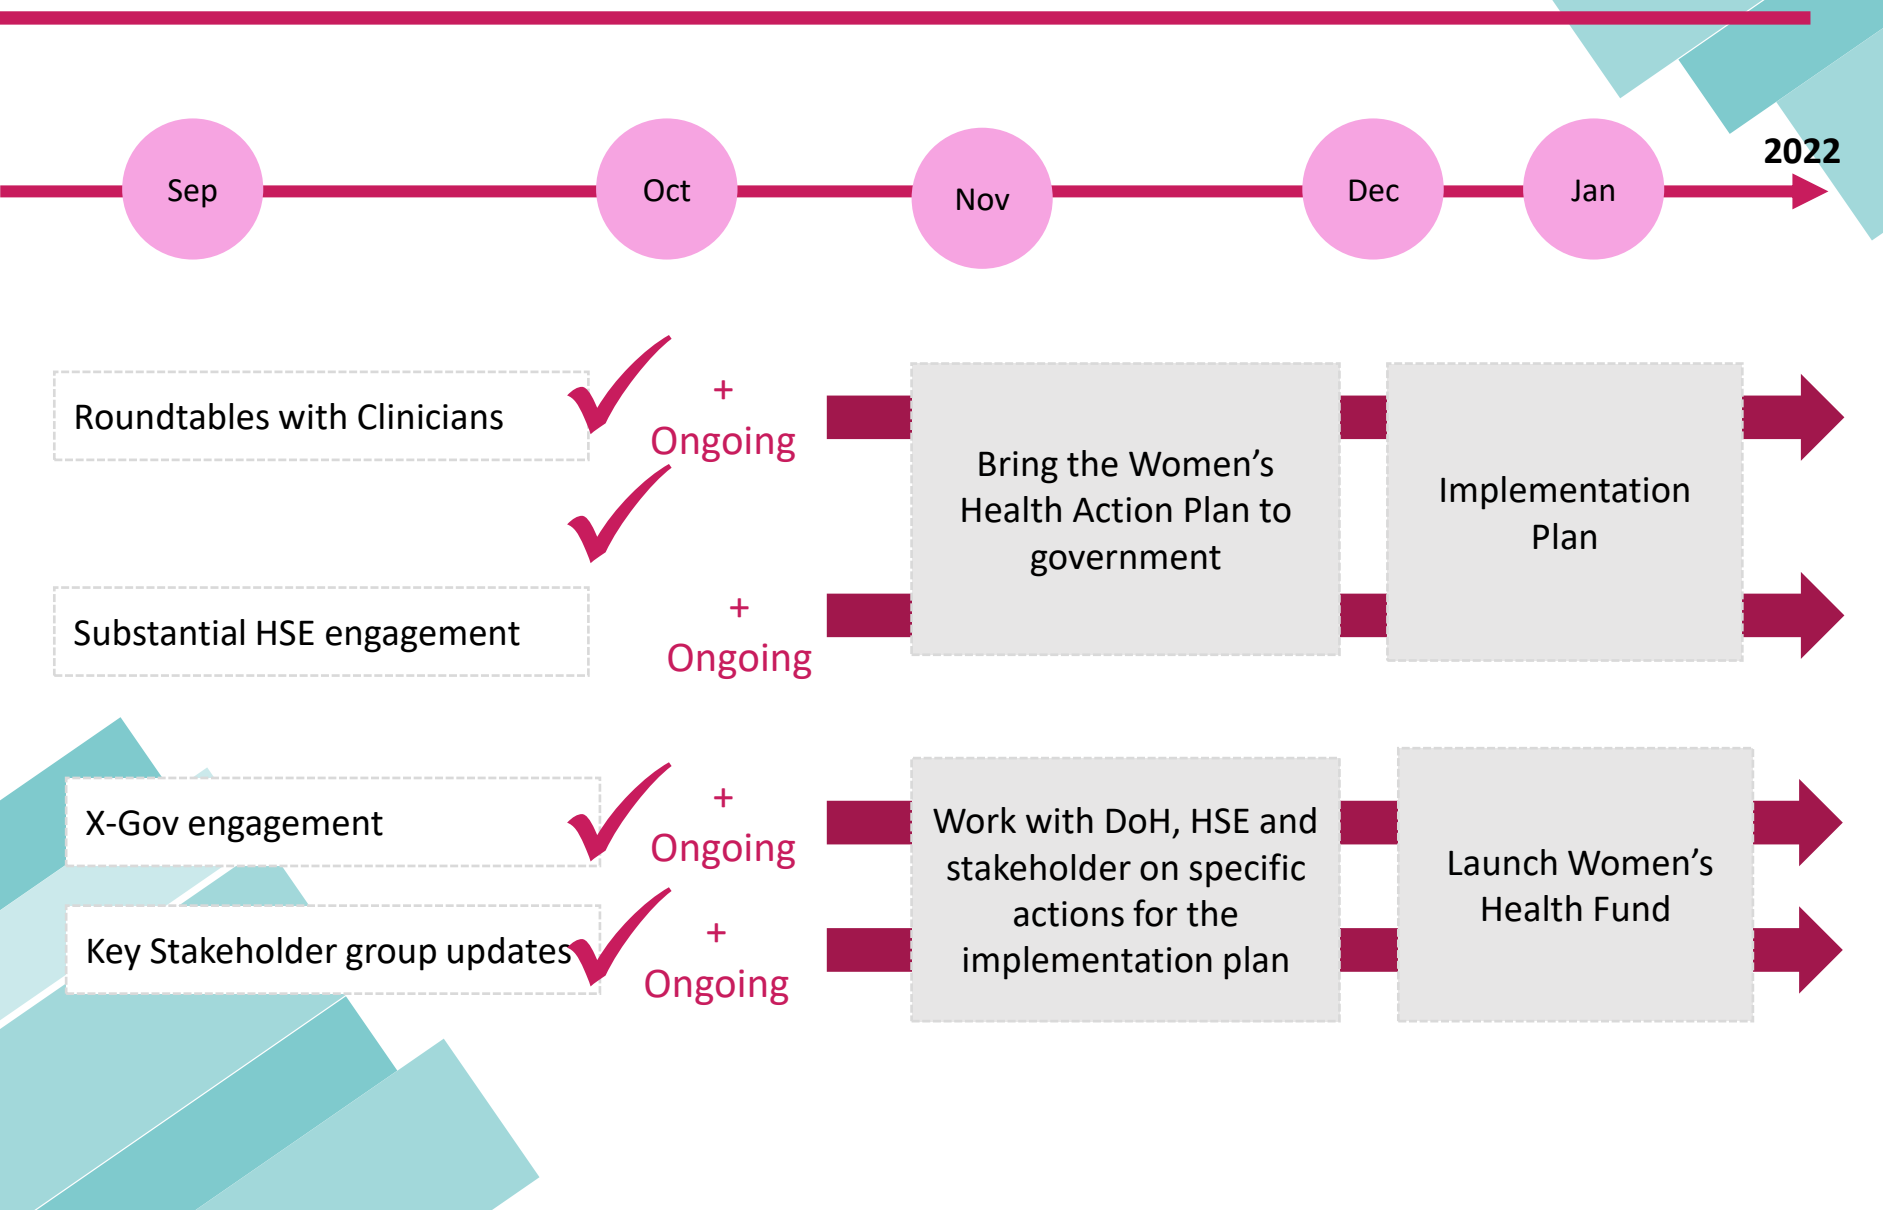 2022
Sep
Oct
Nov
Dec
Jan
Roundtables with Clinicians
+
Ongoing
Substantial HSE engagement
+
Ongoing
Bring the Women’s
Health Action Plan to
government
Implementation
Plan
X-Gov engagement
+
Ongoing
Key Stakeholder group updates
+
Ongoing
Work with DoH, HSE and
stakeholder on specific
actions for the
implementation plan
Launch Women’s
Health Fund